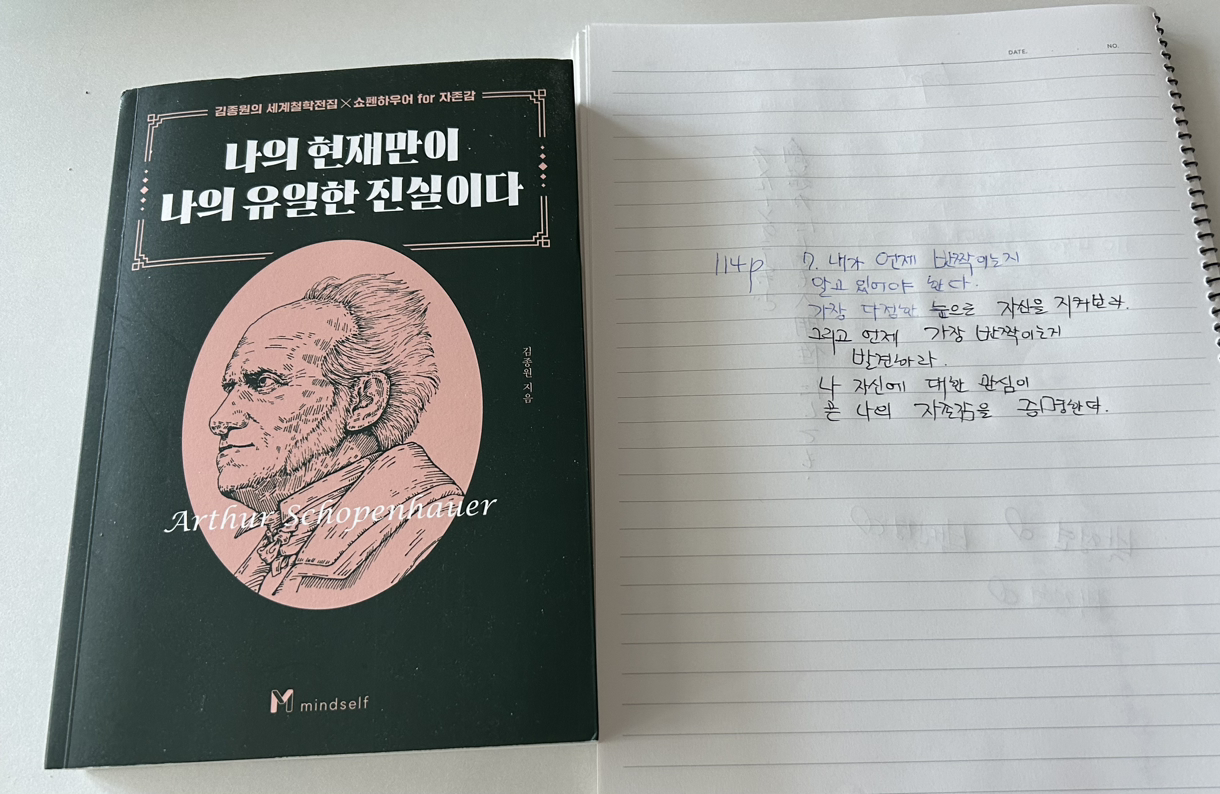 김종원의 세계철학전집×쇼펜하우어 for 자존감
나의 현재만이
나의 유일한 진실이다
김종원 지음
Arthur Schopenhauer
M mindself
DATE.
NO.
114p
7. 내가 언제 반짝이는지
알고 있어야 한다.
가장 다정한 눈으로 자신을 지켜보라.
그리고 언제 가장 반짝이는지
발견하라.
나 자신에 대한 관심이
곧 나의 자존감을 증명한다.